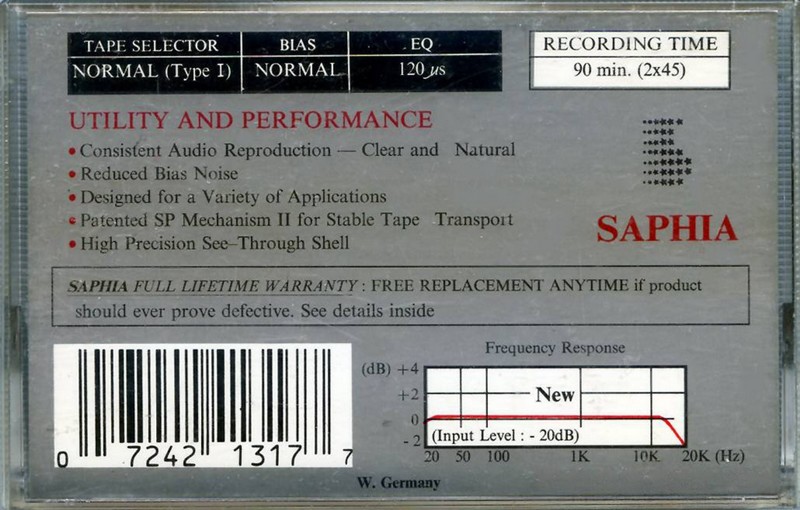 TAPE SELECTOR BIAS EQ
NORMAL (Type I) NORMAL 120 µs
RECORDING TIME
90 min. (2x45)
UTILITY AND PERFORMANCE
• Consistent Audio Reproduction — Clear and Natural
• Reduced Bias Noise
• Designed for a Variety of Applications
• Patented SP Mechanism II for Stable Tape Transport
• High Precision See–Through Shell
SAPHIA
SAPHIA FULL LIFETIME WARRANTY : FREE REPLACEMENT ANYTIME if product
should ever prove defective. See details inside
0 7242 1317 7
Frequency Response
(dB) +4
+2
New
0
(Input Level : - 20dB)
- 2
20 50 100 1K 10K 20K (Hz)
W. Germany